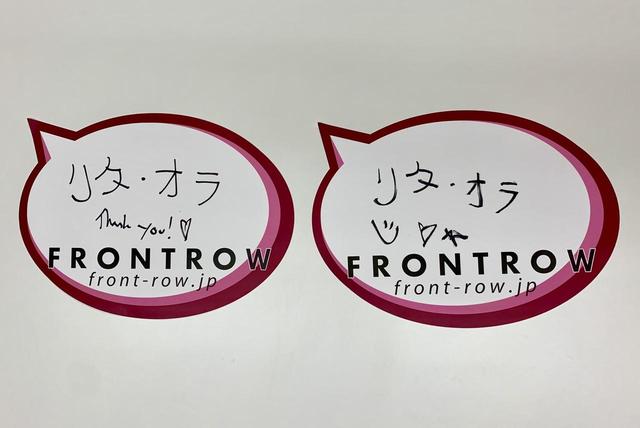 リタ・オラ
Thank you! ♡
FRONTROW
front-row.jp
リタ・オラ
FRONTROW
front-row.jp